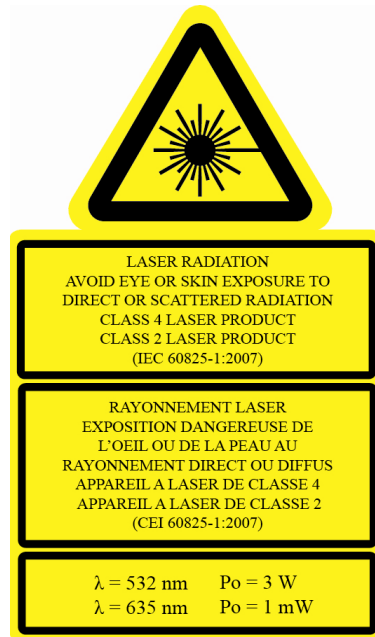 LASER RADIATION
AVOID EYE OR SKIN EXPOSURE TO
DIRECT OR SCATTERED RADIATION
CLASS 4 LASER PRODUCT
CLASS 2 LASER PRODUCT
(IEC 60825-1:2007)
RAYONNEMENT LASER
EXPOSITION DANGEREUSE DE
L'OEIL OU DE LA PEAU AU
RAYONNEMENT DIRECT OU DIFFUS
APPAREIL A LASER DE CLASSE 4
APPAREIL A LASER DE CLASSE 2
(CEI 60825-1:2007)
λ = 532 nm Po = 3 W
λ = 635 nm Po = 1 mW